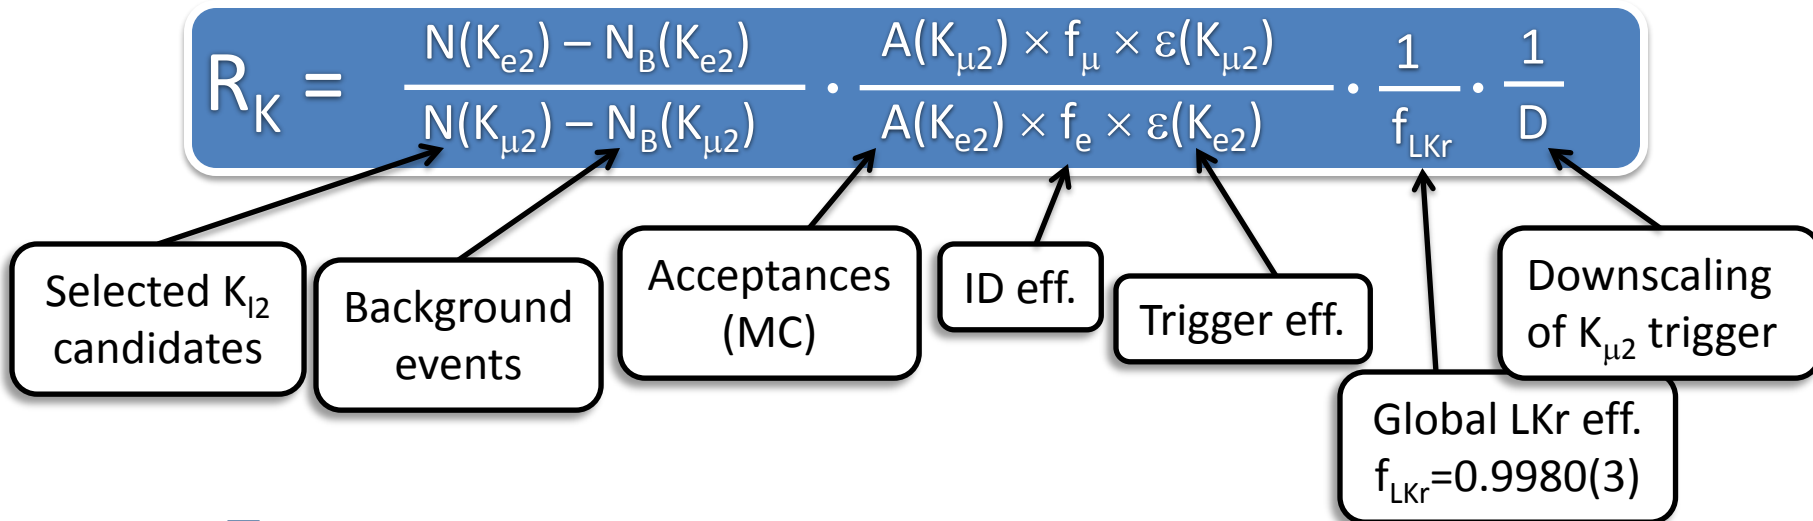 R_K = (N(K_e2) – N_B(K_e2)) / (N(K_μ2) – N_B(K_μ2)) · (A(K_μ2) × f_μ × ε(K_μ2)) / (A(K_e2) × f_e × ε(K_e2)) · 1 / f_LKr · 1 / D
Selected K_l2
candidates
Background
events
Acceptances
(MC)
ID eff.
Trigger eff.
Global LKr eff.
f_LKr=0.9980(3)
Downscaling
of K_μ2 trigger